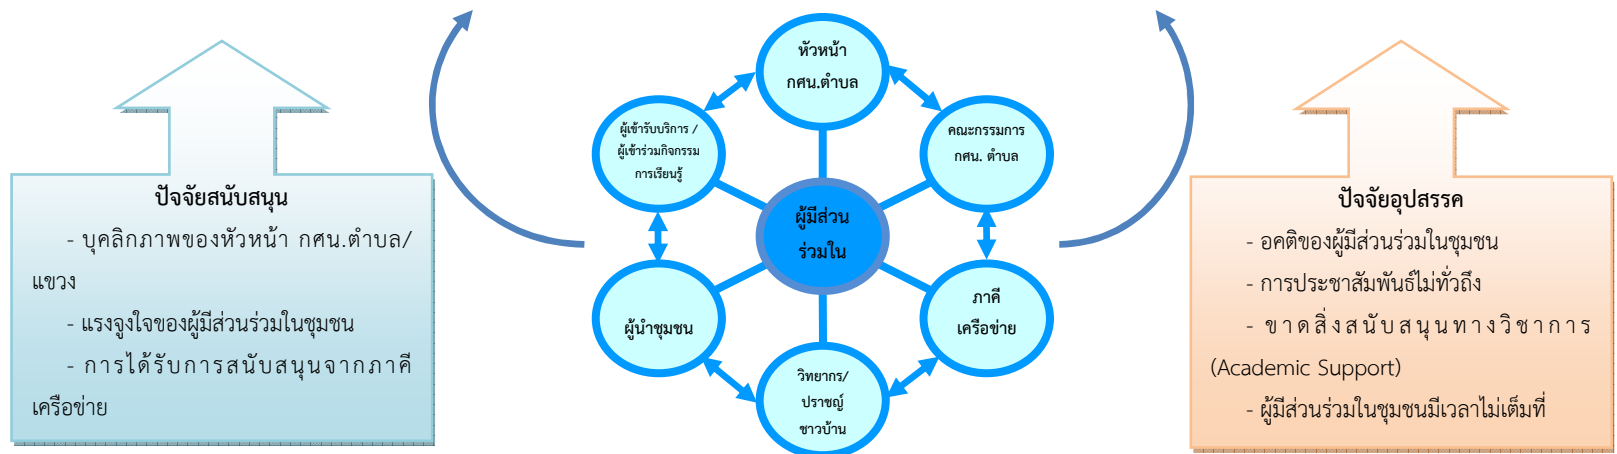 ปัจจัยสนับสนุน
- บุคลิกภาพของหัวหน้า กศน.ตำบล/
แขวง
- แรงจูงใจของผู้มีส่วนร่วมในชุมชน
- การได้รับการสนับสนุนจากภาคี
เครือข่าย
หัวหน้า
กศน.ตำบล
ผู้เข้ารับบริการ /
ผู้เข้าร่วมกิจกรรม
การเรียนรู้
คณะกรรมการ
กศน. ตำบล
ผู้มีส่วน
ร่วมใน
ผู้นำชุมชน
ภาคี
เครือข่าย
วิทยากร/
ปราชญ์
ชาวบ้าน
ปัจจัยอุปสรรค
- อคติของผู้มีส่วนร่วมในชุมชน
- การประชาสัมพันธ์ไม่ทั่วถึง
- ขาดสิ่งสนับสนุนทางวิชาการ
(Academic Support)
- ผู้มีส่วนร่วมในชุมชนมีเวลาไม่เต็มที่